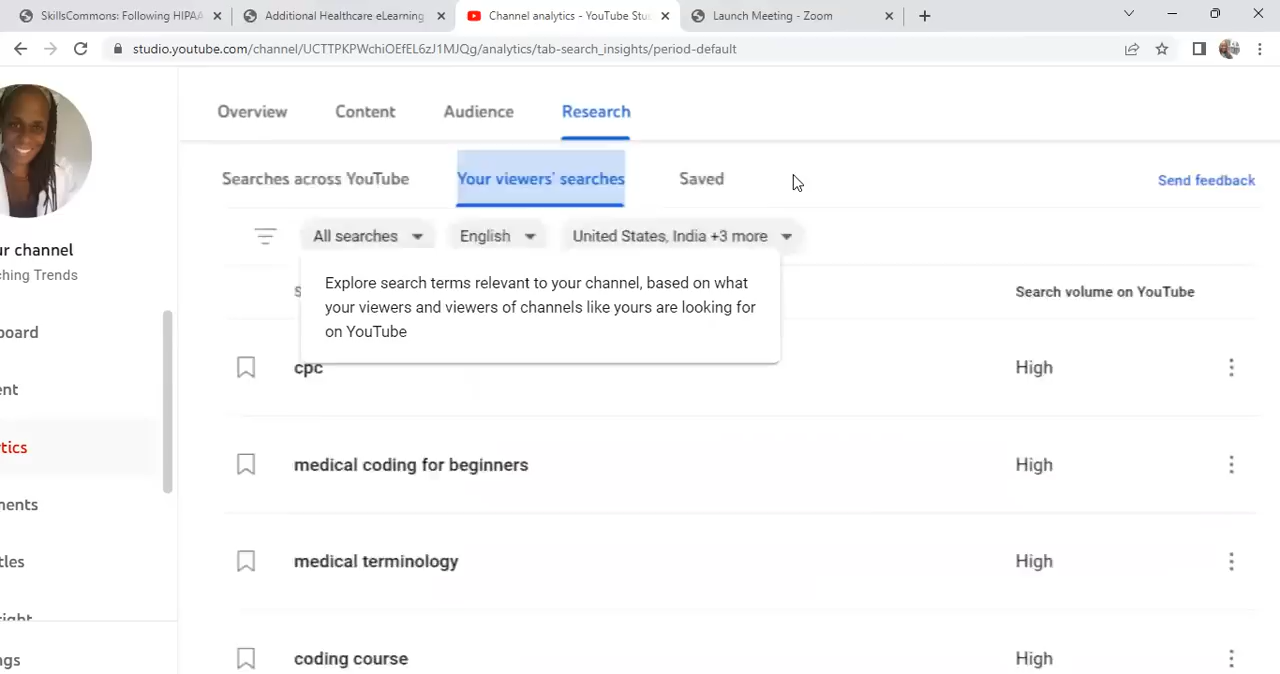 SkillsCommons: Following HIPAA
Additional Healthcare eLearning
Channel analytics - YouTube Stu
Launch Meeting - Zoom
studio.youtube.com/channel/UCTTPKPWchiOEfEL6zJ1MJQg/analytics/tab-search_insights/period-default
Overview
Content
Audience
Research
Searches across YouTube
Your viewers' searches
Saved
Send feedback
All searches
English
United States, India +3 more
Explore search terms relevant to your channel, based on what
your viewers and viewers of channels like yours are looking for
on YouTube
S
Search volume on YouTube
cpc
High
medical coding for beginners
High
medical terminology
High
coding course
High
ur channel
ching Trends
board
ent
tics
ments
tles
right
ngs